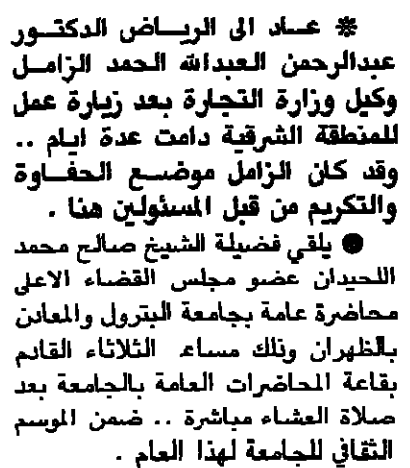 ❊ عـاد الى الريـاض الدكتـور
عبدالرحمن العبدالله الحمد الزامـل
وكيل وزارة التجارة بعد زيارة عمل
للمنطقة الشرقية دامت عدة ايام ..
وقد كان الزامل موضـع الحفـاوة
والتكريم من قبل المسئولين هنا .
● يلقي فضيلة الشيخ صالح محمد
اللحيدان عضو مجلس القضاء الاعلى
محاضرة عامة بجامعة البترول والمعادن
بالظهران وذلك مساء الثلاثاء القادم
بقاعة المحاضرات العامة بالجامعة بعد
صلاة العشاء مباشرة .. ضمن الموسم
الثقافي للجامعة لهذا العام .